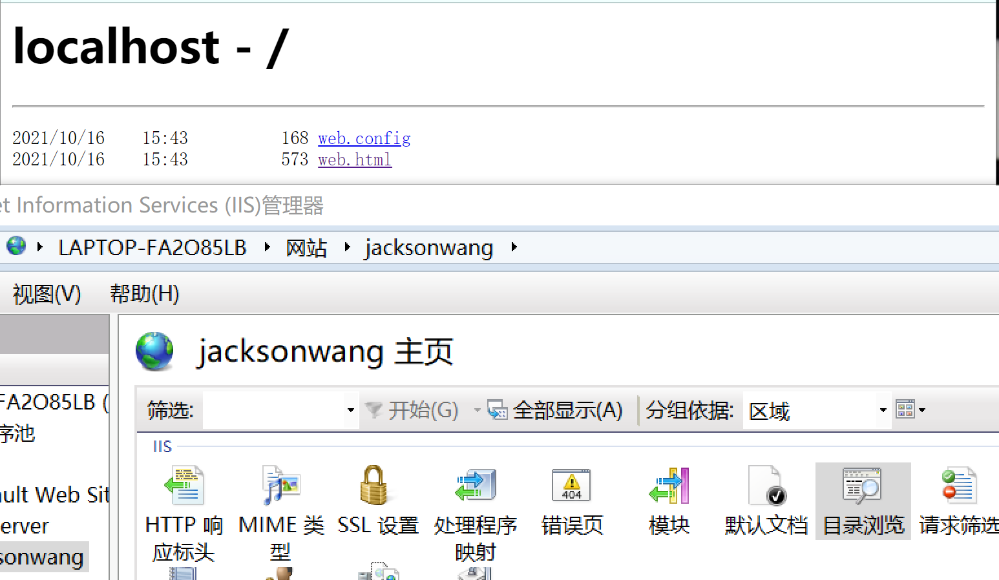 localhost - /
2021/10/16 15:43 168 web.config
2021/10/16 15:43 573 web.html
et Information Services (IIS)管理器
LAPTOP-FA2O85LB 网站 jacksonwang
视图(V) 帮助(H)
jacksonwang 主页
FA2O85LB (
序池
ault Web Sit
erver
sonwang
筛选: 开始(G) 全部显示(A) 分组依据: 区域
IIS
404
HTTP 响应标头
MIME 类型
SSL 设置
处理程序映射
错误页
模块
默认文档
目录浏览
请求筛选